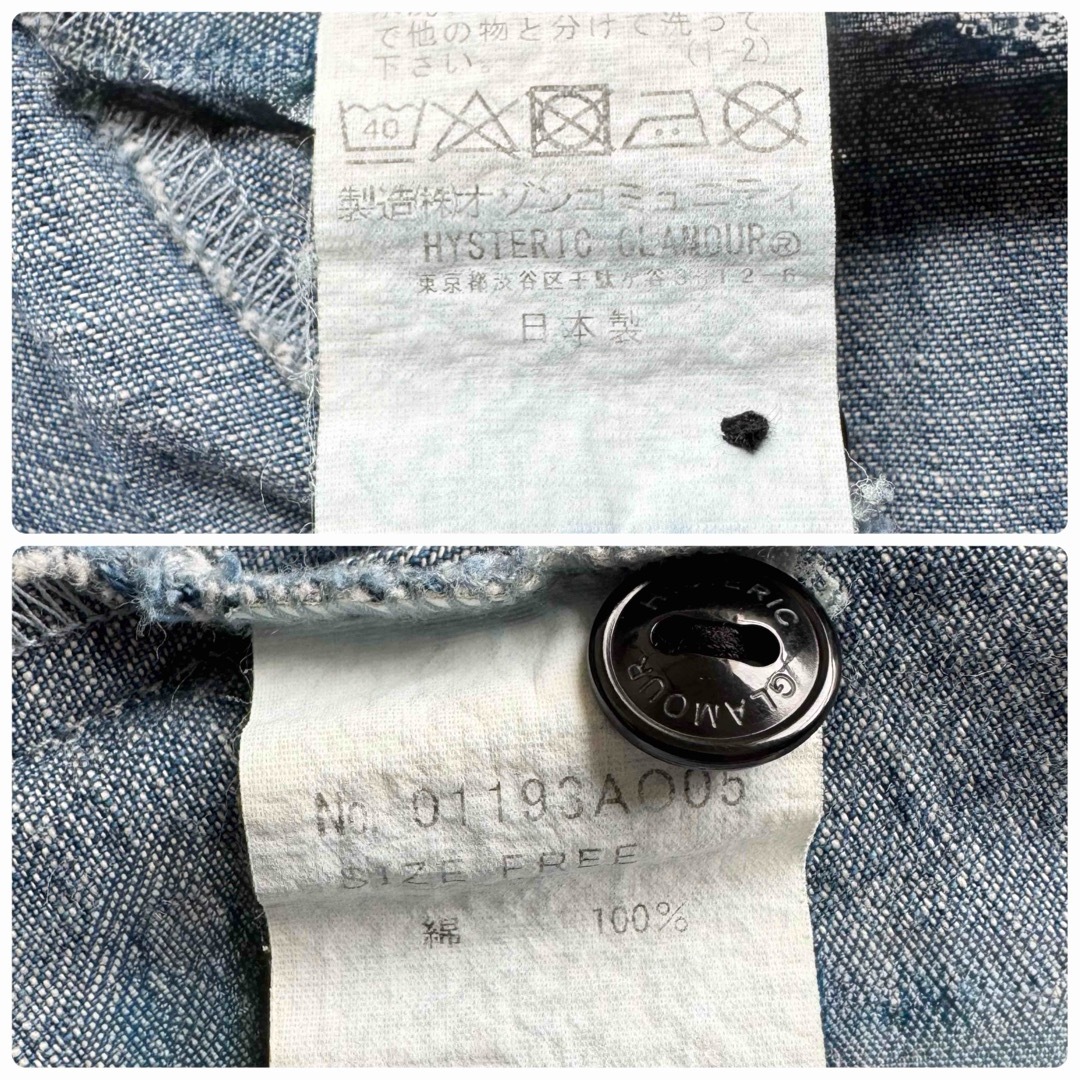 で他の物と分けて洗って
下さい。 (1-2)
40
製造㈱オゾンコミュニティ
HYSTERIC GLAMOUR®
東京都渋谷区千駄ヶ谷3-12-6
日本製
HYSTERIC GLAMOUR
No. 01193AO05
SIZE FREE
綿 100%